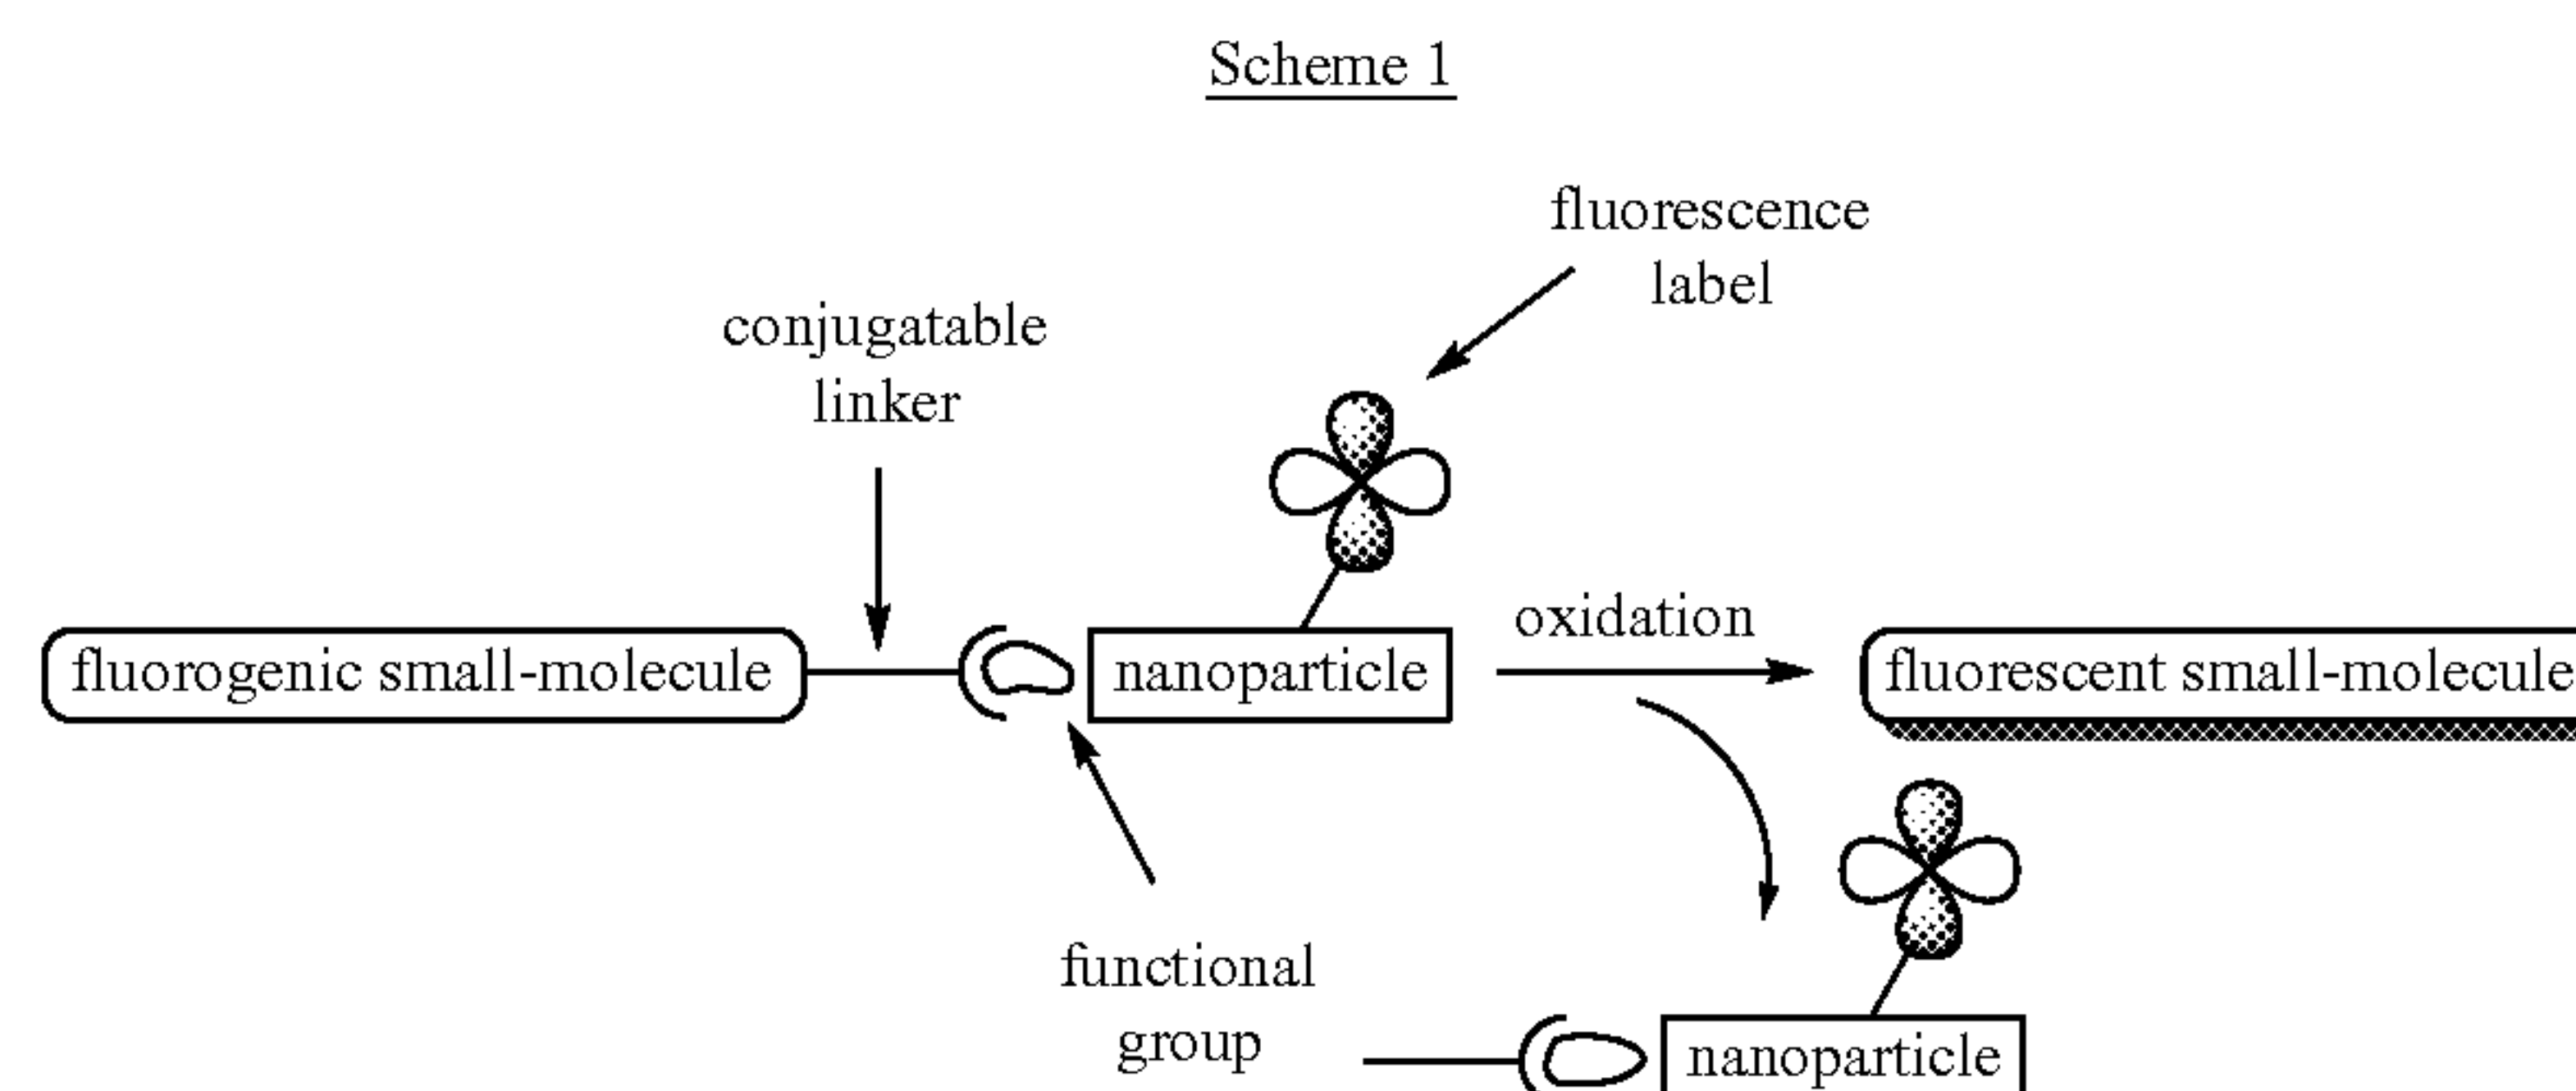 Scheme 1
fluorescence
label
conjugatable
linker
oxidation
fluorogenic small-molecule
nanoparticle
fluorescent small-molecule
functional
group
nanoparticle